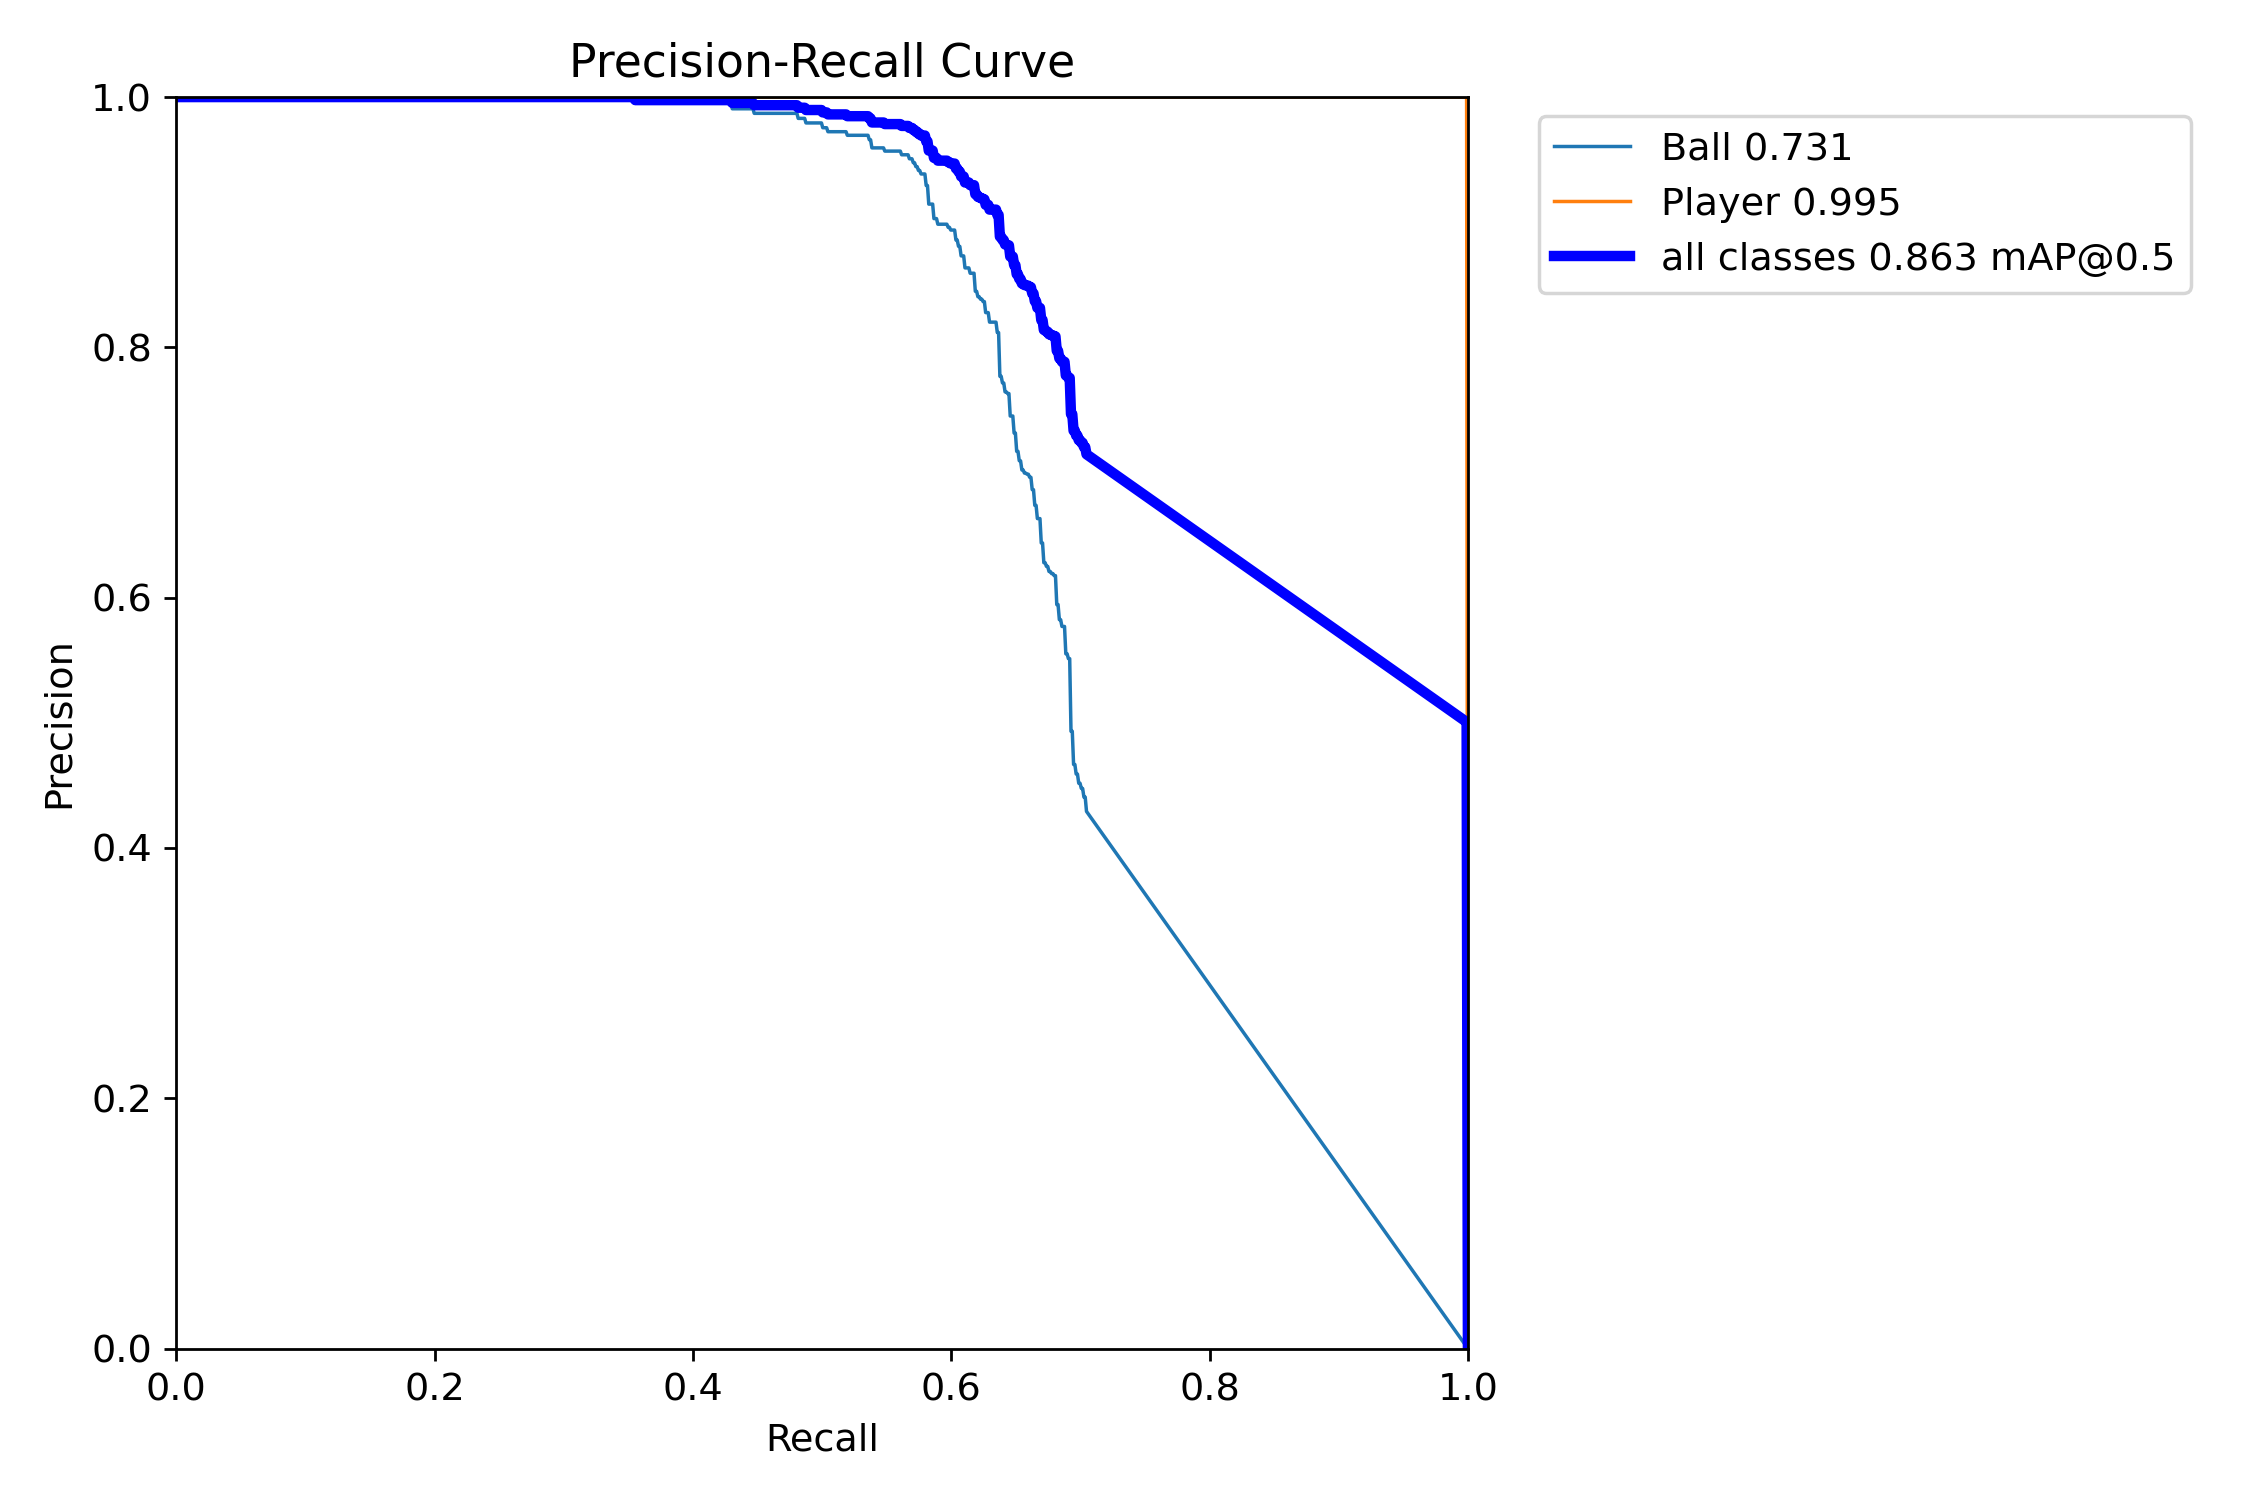 Precision-Recall Curve
1.0
0.8
0.6
0.4
0.2
0.0
Precision
0.0 0.2 0.4 0.6 0.8 1.0
Recall
Ball 0.731
Player 0.995
all classes 0.863 mAP@0.5